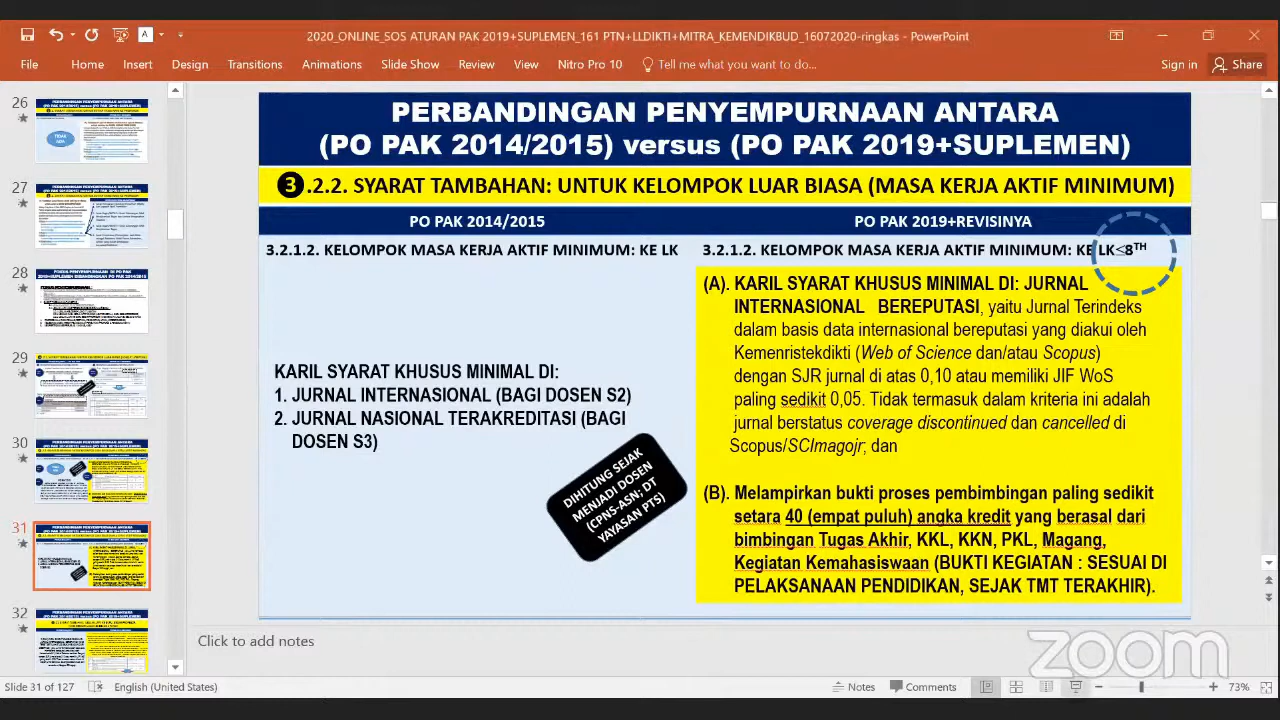 2020_ONLINE_SOS ATURAN PAK 2019+SUPLEMEN_161 PTN+LLDIKTI+MITRA_KEMENDIKBUD_16072020-ringkas - PowerPoint
File Home Insert Design Transitions Animations Slide Show Review View Nitro Pro 10 Tell me what you want to do... Sign in Share
26
27
28
29
30
31
32
PERBANDINGAN PENYEMPURNAAN ANTARA
(PO PAK 2014/2015) versus (PO PAK 2019+SUPLEMEN)
❸.2.2. SYARAT TAMBAHAN: UNTUK KELOMPOK LUAR BIASA (MASA KERJA AKTIF MINIMUM)
PO PAK 2014/2015
3.2.1.2. KELOMPOK MASA KERJA AKTIF MINIMUM: KE LK
KARIL SYARAT KHUSUS MINIMAL DI:
1. JURNAL INTERNASIONAL (BAGI DOSEN S2)
2. JURNAL NASIONAL TERAKREDITASI (BAGI
DOSEN S3)
DIHITUNG SEJAK
MENJADI DOSEN
(CPNS-ASN; DT
YAYASAN PTS)
PO PAK 2019+REVISINYA
3.2.1.2. KELOMPOK MASA KERJA AKTIF MINIMUM: KE LK≤8TH
(A). KARIL SYARAT KHUSUS MINIMAL DI: JURNAL
INTERNASIONAL BEREPUTASI, yaitu Jurnal Terindeks
dalam basis data internasional bereputasi yang diakui oleh
Kemenristekdikti (Web of Science dan/atau Scopus)
dengan SJR jurnal di atas 0,10 atau memiliki JIF WoS
paling sedikit 0,05. Tidak termasuk dalam kriteria ini adalah
jurnal berstatus coverage discontinued dan cancelled di
Scopus/SCImagojr; dan
(B). Melampirkan bukti proses pembimbingan paling sedikit
setara 40 (empat puluh) angka kredit yang berasal dari
bimbingan Tugas Akhir, KKL, KKN, PKL, Magang,
Kegiatan Kemahasiswaan (BUKTI KEGIATAN : SESUAI DI
PELAKSANAAN PENDIDIKAN, SEJAK TMT TERAKHIR).
Click to add notes
zoom
Slide 31 of 127 English (United States) Notes Comments 73%